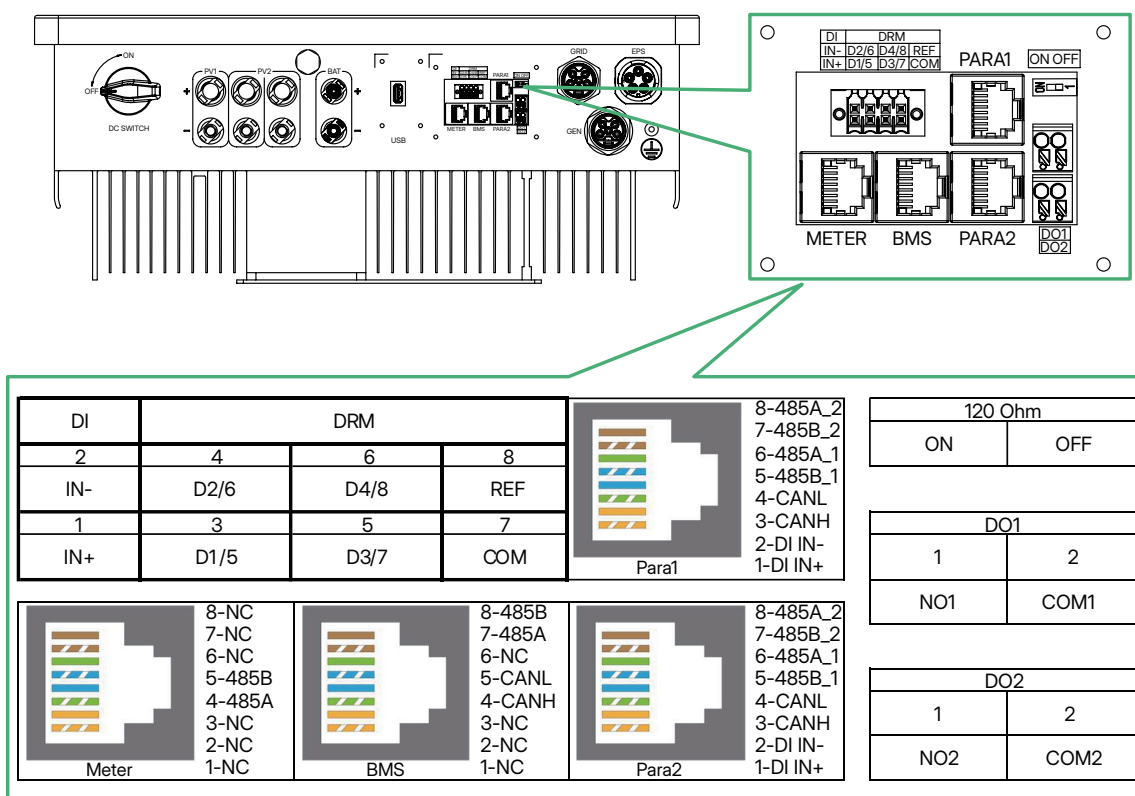 ON
OFF
DC SWITCH
PV1
PV2
BAT
+
-
+
-
USB
PARA1
METER BMS PARA2
GRID
EPS
GEN
DI DRM
IN- D2/6 D4/8 REF
IN+ D1/5 D3/7 COM
PARA1
ON OFF
ON
1
METER BMS PARA2
DO1
DO2
DI DRM
2 4 6 8
IN- D2/6 D4/8 REF
1 3 5 7
IN+ D1/5 D3/7 COM
8-485A_2
7-485B_2
6-485A_1
5-485B_1
4-CANL
3-CANH
2-DI IN-
1-DI IN+
Para1
120 Ohm
ON OFF
DO1
1 2
NO1 COM1
DO2
1 2
NO2 COM2
8-NC
7-NC
6-NC
5-485B
4-485A
3-NC
2-NC
1-NC
Meter
8-485B
7-485A
6-NC
5-CANL
4-CANH
3-NC
2-NC
1-NC
BMS
8-485A_2
7-485B_2
6-485A_1
5-485B_1
4-CANL
3-CANH
2-DI IN-
1-DI IN+
Para2